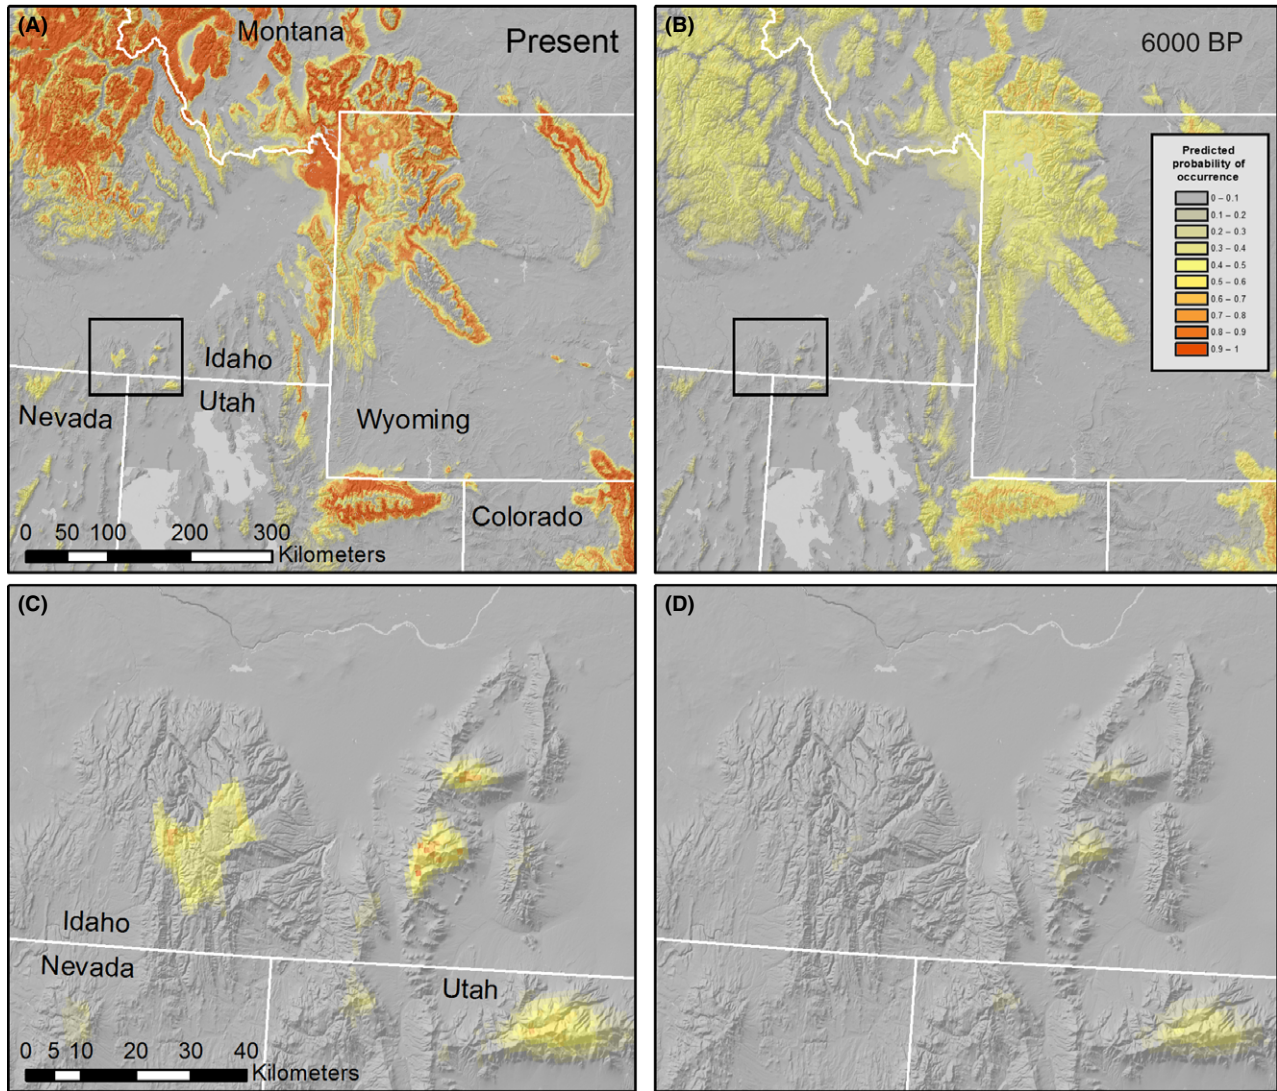 (A)
Montana
Present
Idaho
Nevada
Utah
Wyoming
Colorado
0 50 100 200 300
Kilometers
(B)
6000 BP
Predicted
probability of
occurrence
0 – 0.1
0.1 – 0.2
0.2 – 0.3
0.3 – 0.4
0.4 – 0.5
0.5 – 0.6
0.6 – 0.7
0.7 – 0.8
0.8 – 0.9
0.9 – 1
(C)
Idaho
Nevada
Utah
0 5 10 20 30 40
Kilometers
(D)